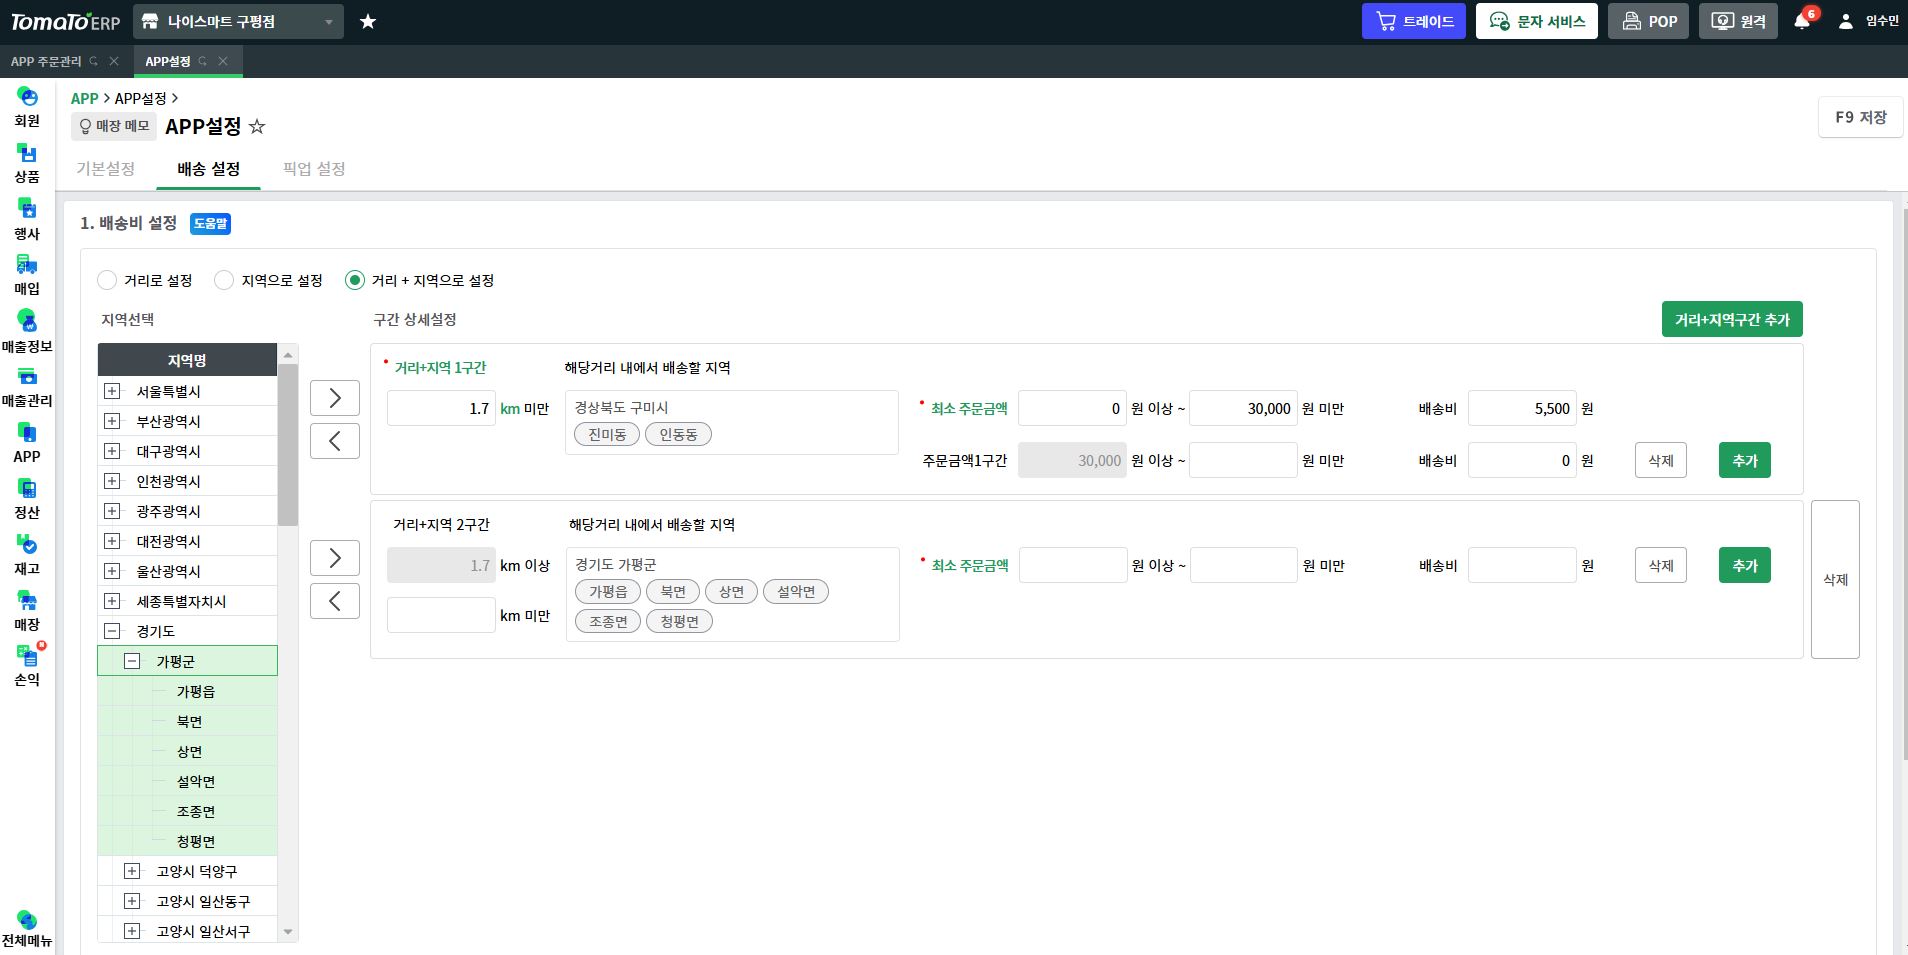 TomaTo ERP 나이스마트 구평점 트레이드 문자 서비스 POP 원격 6 임수민
APP 주문관리 APP설정
APP > APP설정 >
매장 메모 APP설정 F9 저장
기본설정 배송 설정 픽업 설정
회원
상품
행사
매입
매출정보
매출관리
APP
정산
재고
매장
손익
전체메뉴
1. 배송비 설정 도움말
거리로 설정 지역으로 설정 거리 + 지역으로 설정
지역선택
지역명
서울특별시
부산광역시
대구광역시
인천광역시
광주광역시
대전광역시
울산광역시
세종특별자치시
경기도
가평군
가평읍
북면
상면
설악면
조종면
청평면
고양시 덕양구
고양시 일산동구
고양시 일산서구
구간 상세설정 거리+지역구간 추가
거리+지역 1구간 해당거리 내에서 배송할 지역
1.7 km 미만
경상북도 구미시
진미동 인동동
최소 주문금액 0 원 이상 ~ 30,000 원 미만 배송비 5,500 원
주문금액1구간 30,000 원 이상 ~ 원 미만 배송비 0 원 삭제 추가
거리+지역 2구간 해당거리 내에서 배송할 지역
1.7 km 이상
km 미만
경기도 가평군
가평읍 북면 상면 설악면
조종면 청평면
최소 주문금액 원 이상 ~ 원 미만 배송비 원 삭제 추가
삭제